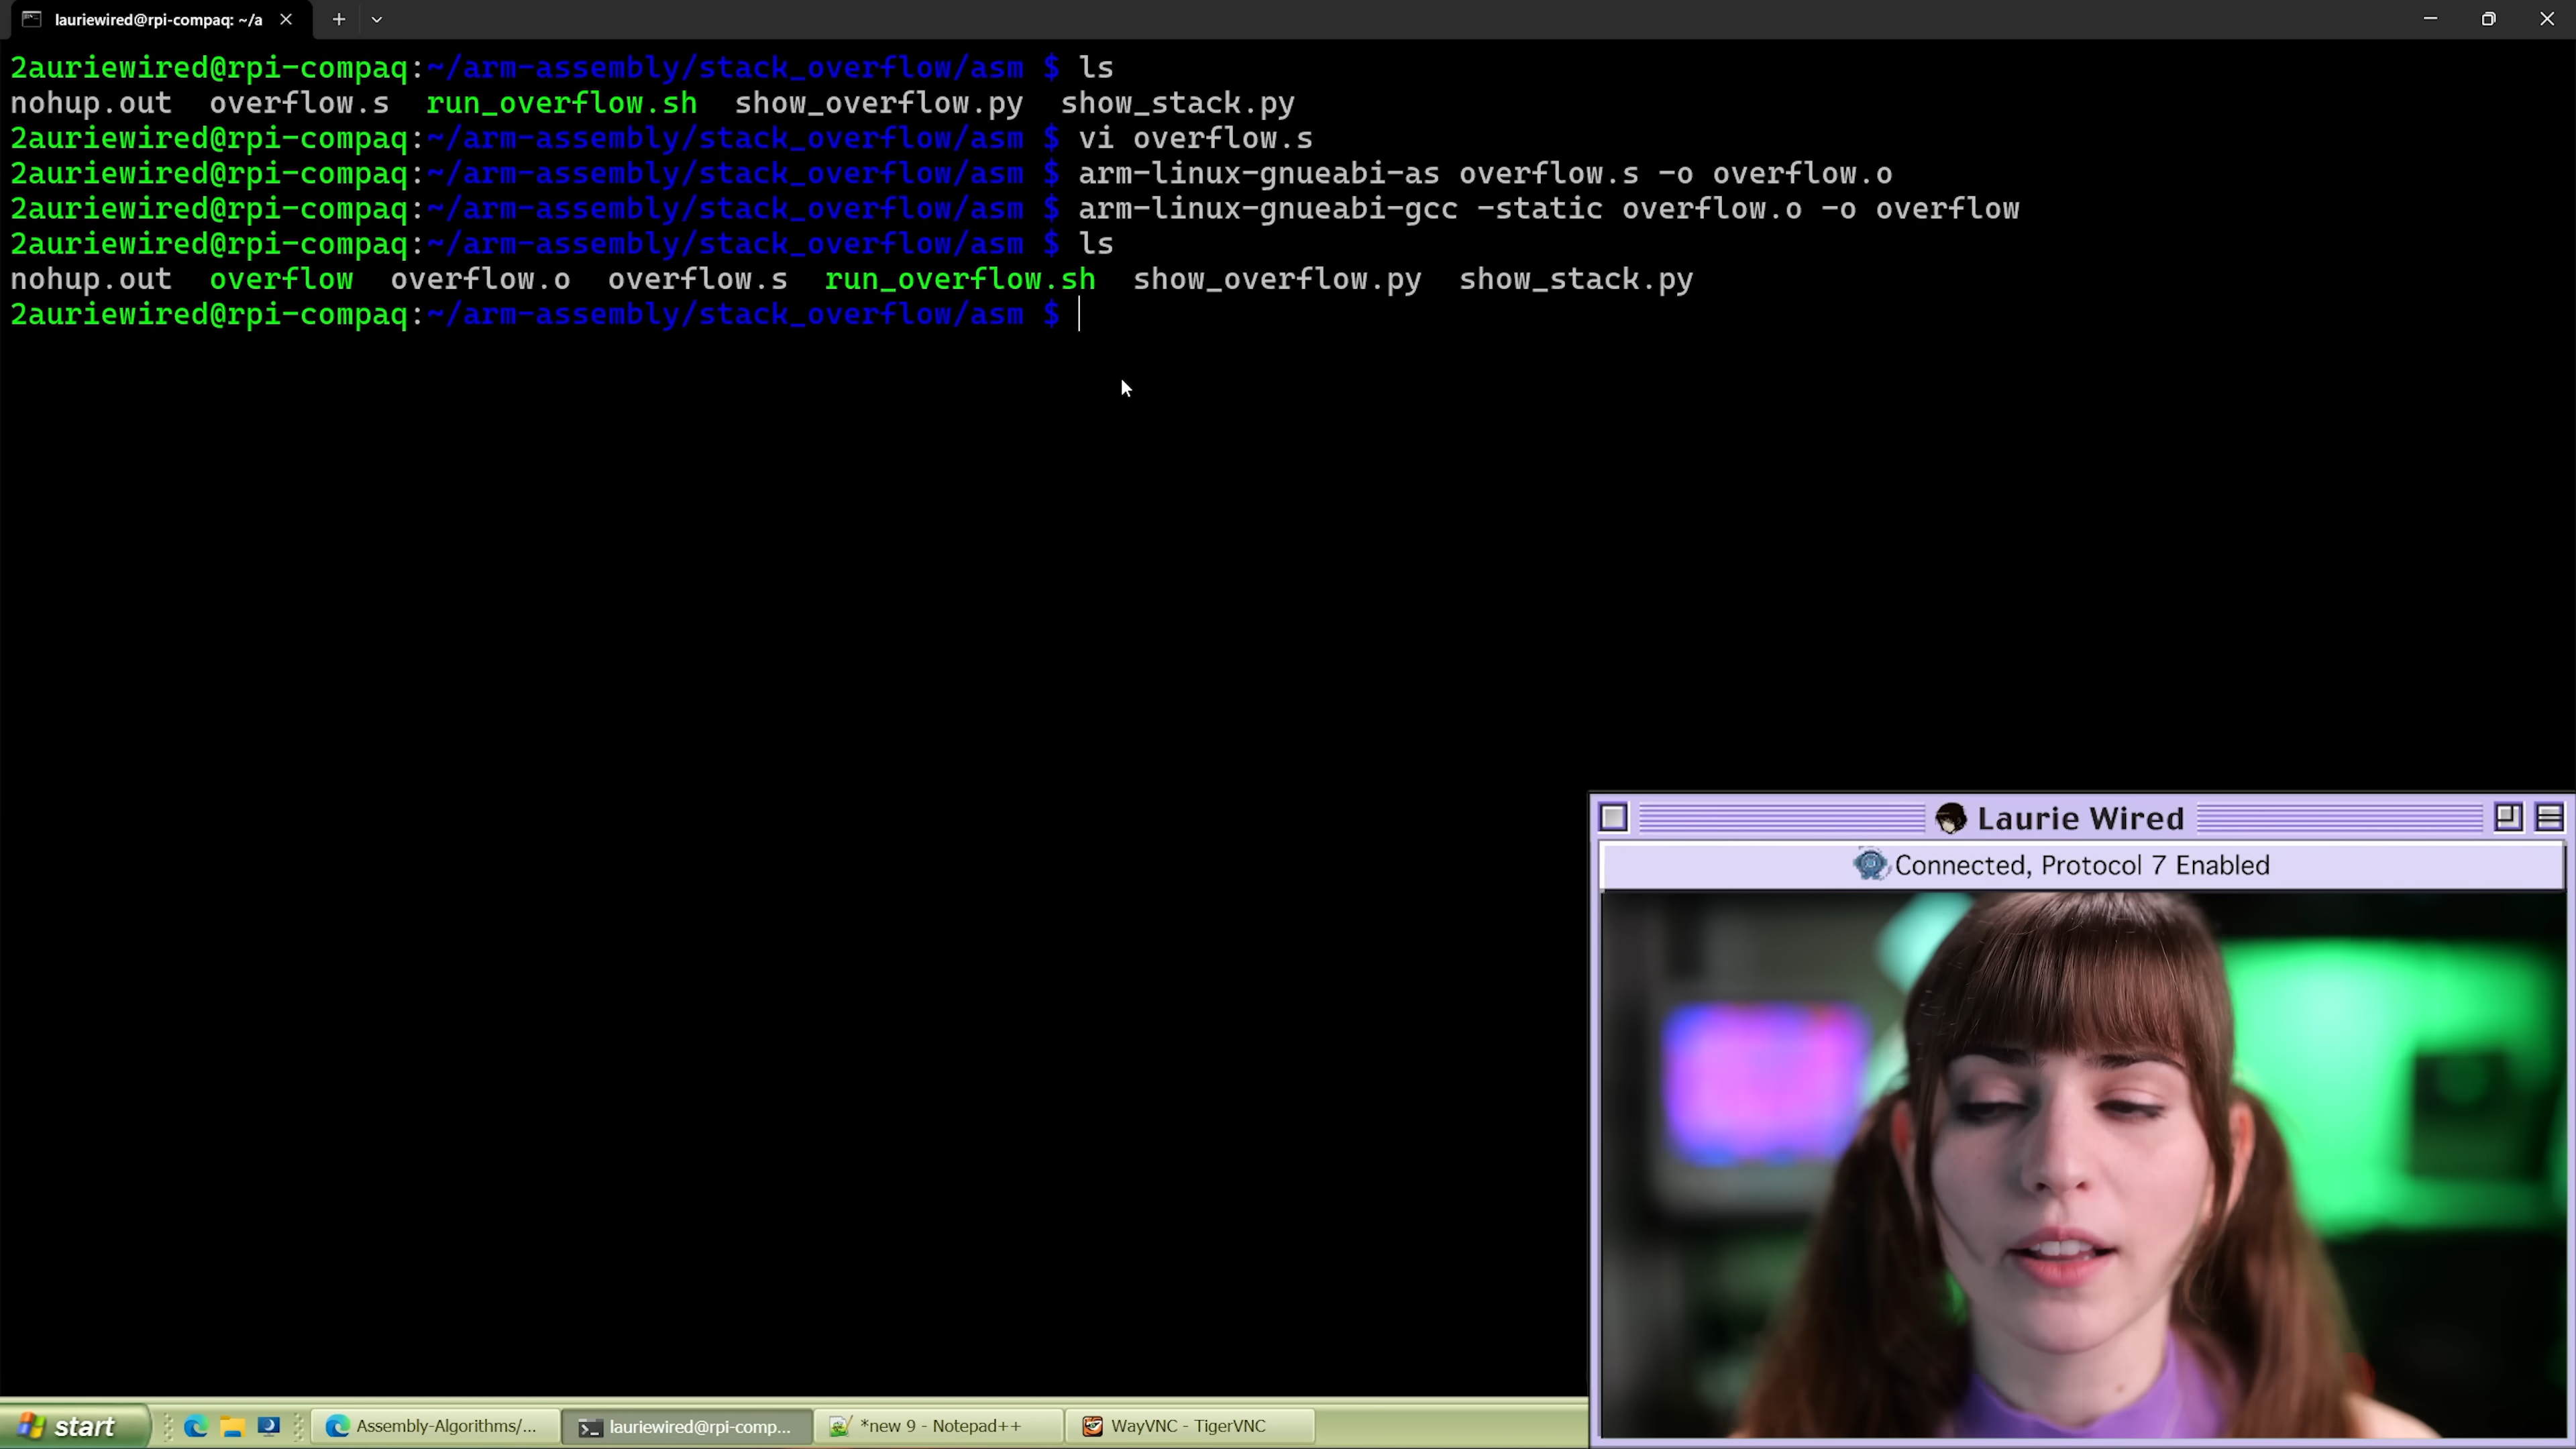 lauriewired@rpi-compaq: ~/a
2auriewired@rpi-compaq:~/arm-assembly/stack_overflow/asm $ ls
nohup.out overflow.s run_overflow.sh show_overflow.py show_stack.py
2auriewired@rpi-compaq:~/arm-assembly/stack_overflow/asm $ vi overflow.s
2auriewired@rpi-compaq:~/arm-assembly/stack_overflow/asm $ arm-linux-gnueabi-as overflow.s -o overflow.o
2auriewired@rpi-compaq:~/arm-assembly/stack_overflow/asm $ arm-linux-gnueabi-gcc -static overflow.o -o overflow
2auriewired@rpi-compaq:~/arm-assembly/stack_overflow/asm $ ls
nohup.out overflow overflow.o overflow.s run_overflow.sh show_overflow.py show_stack.py
2auriewired@rpi-compaq:~/arm-assembly/stack_overflow/asm $
Laurie Wired
Connected, Protocol 7 Enabled
start
Assembly-Algorithms/...
lauriewired@rpi-comp...
*new 9 - Notepad++
WayVNC - TigerVNC